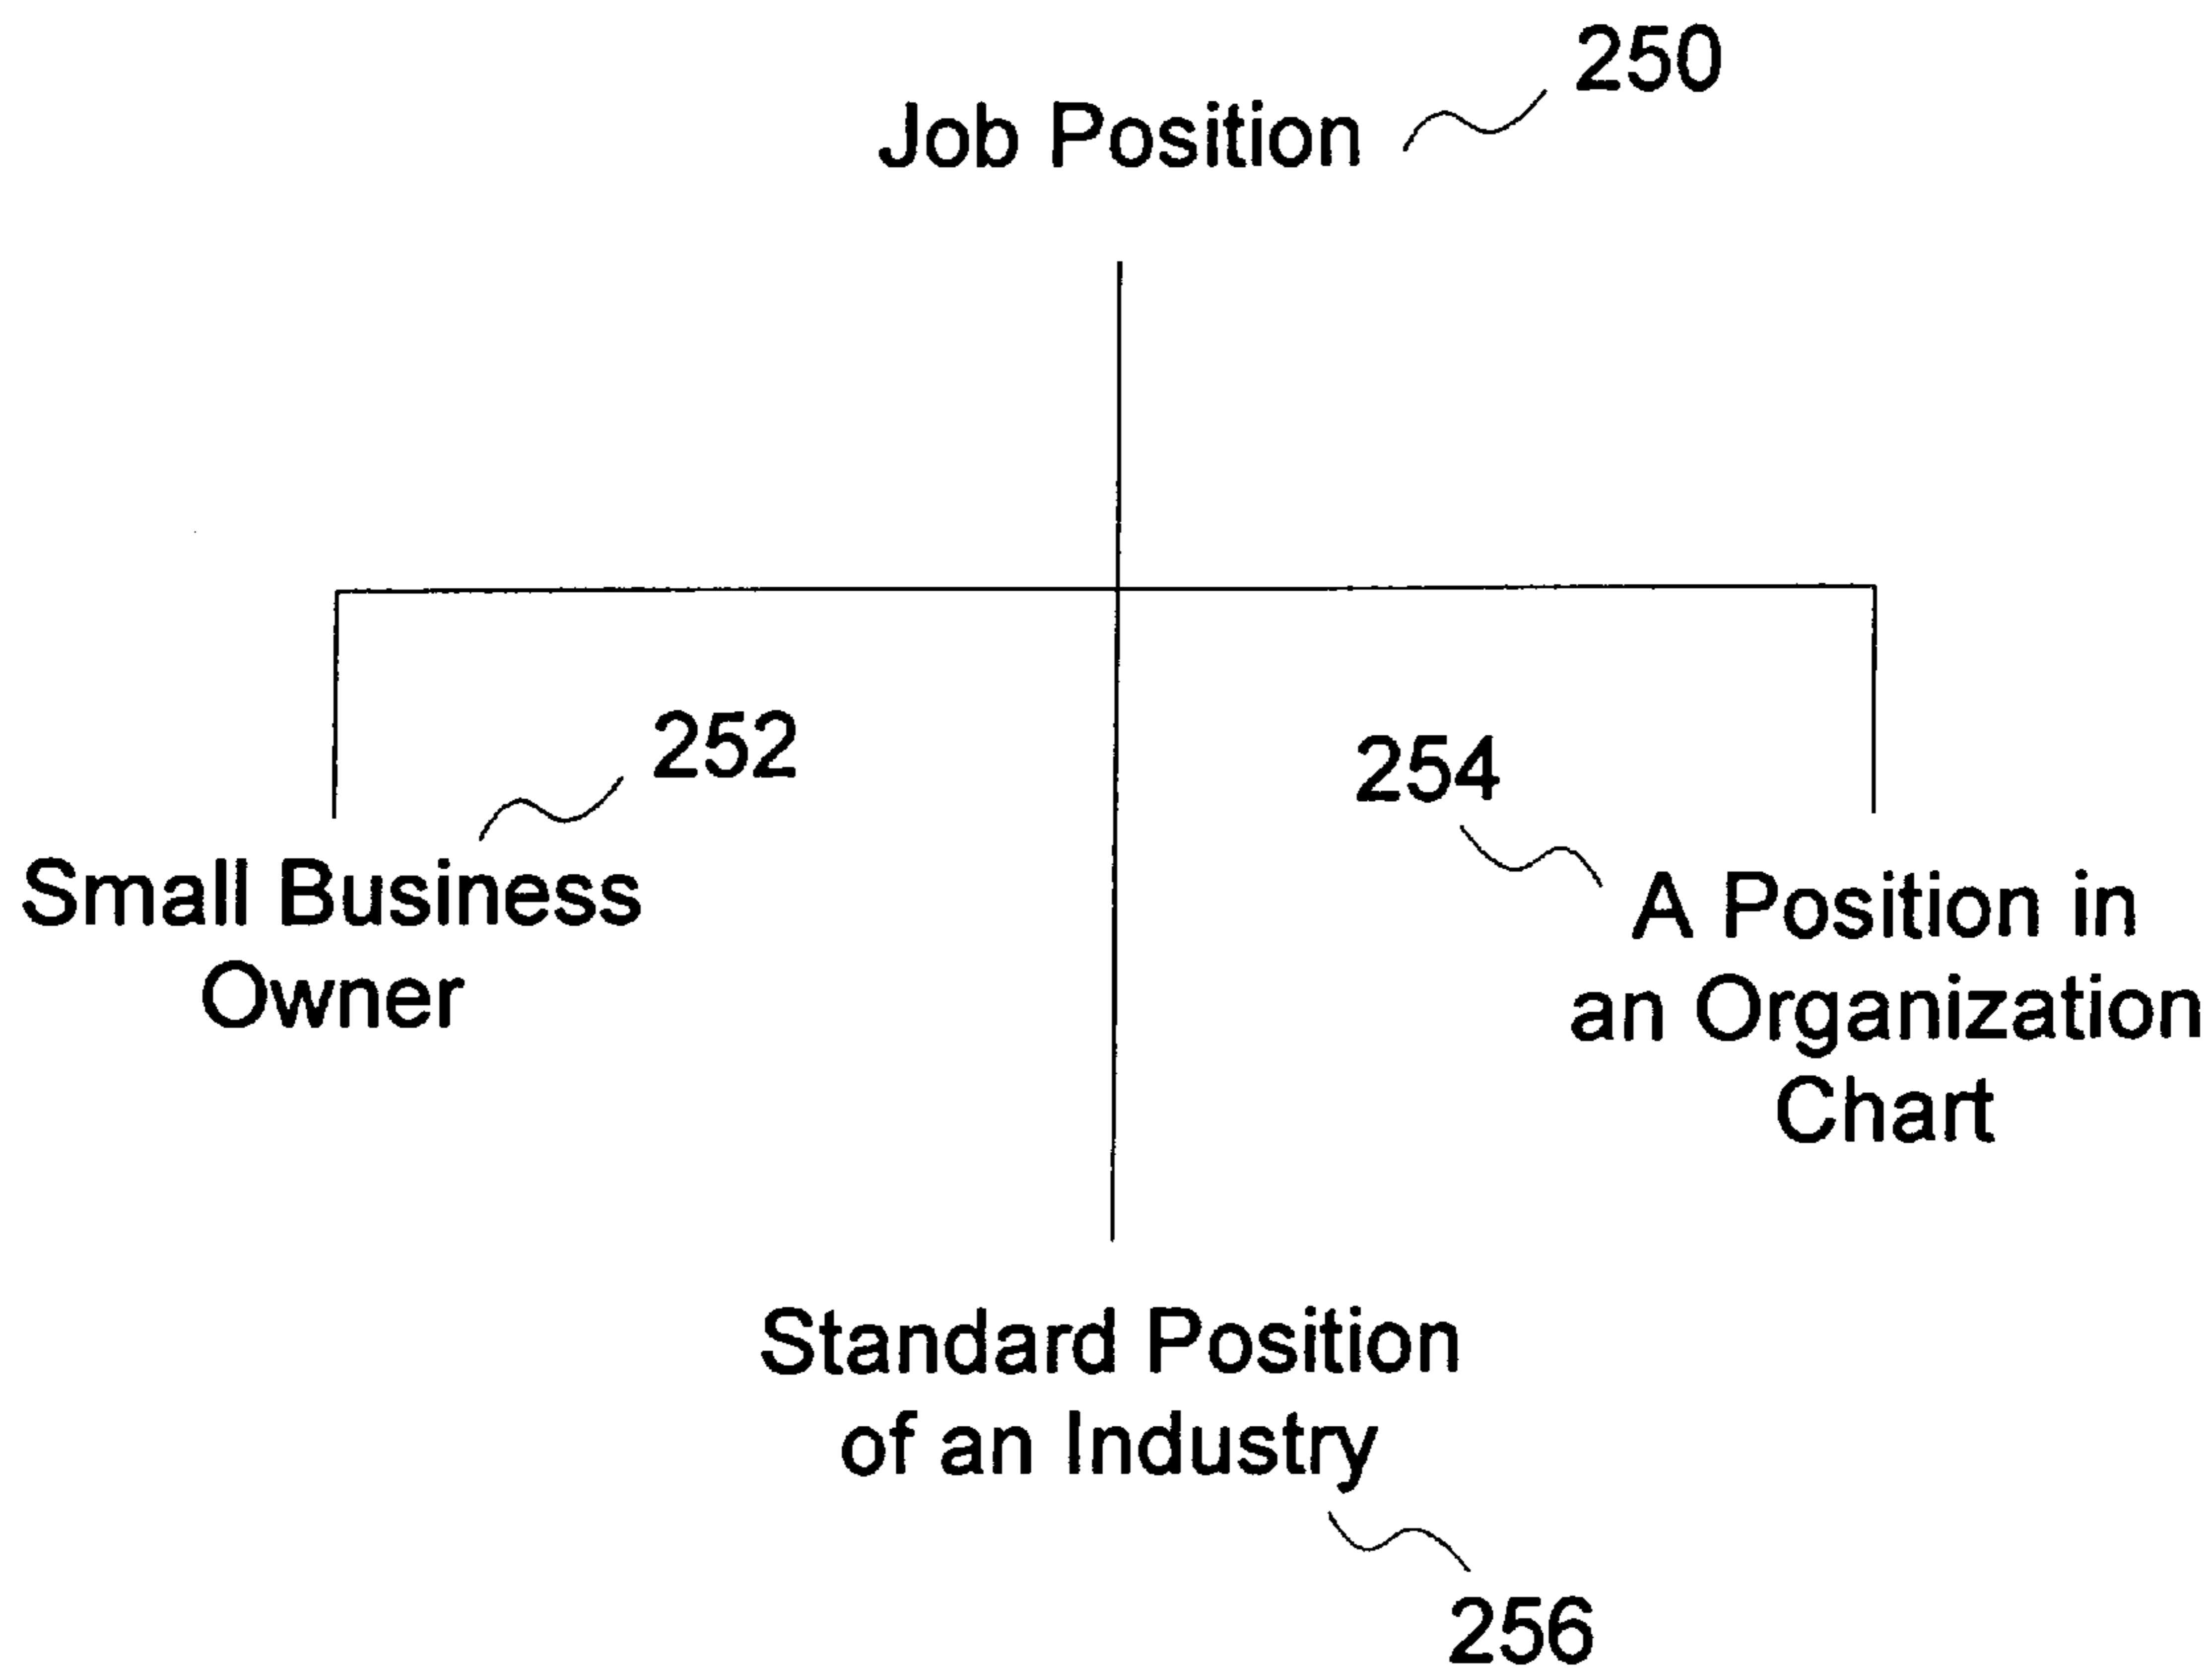 250
Job Position
252
Small Business
Owner
254
A Position in
an Organization
Chart
Standard Position
of an Industry
256